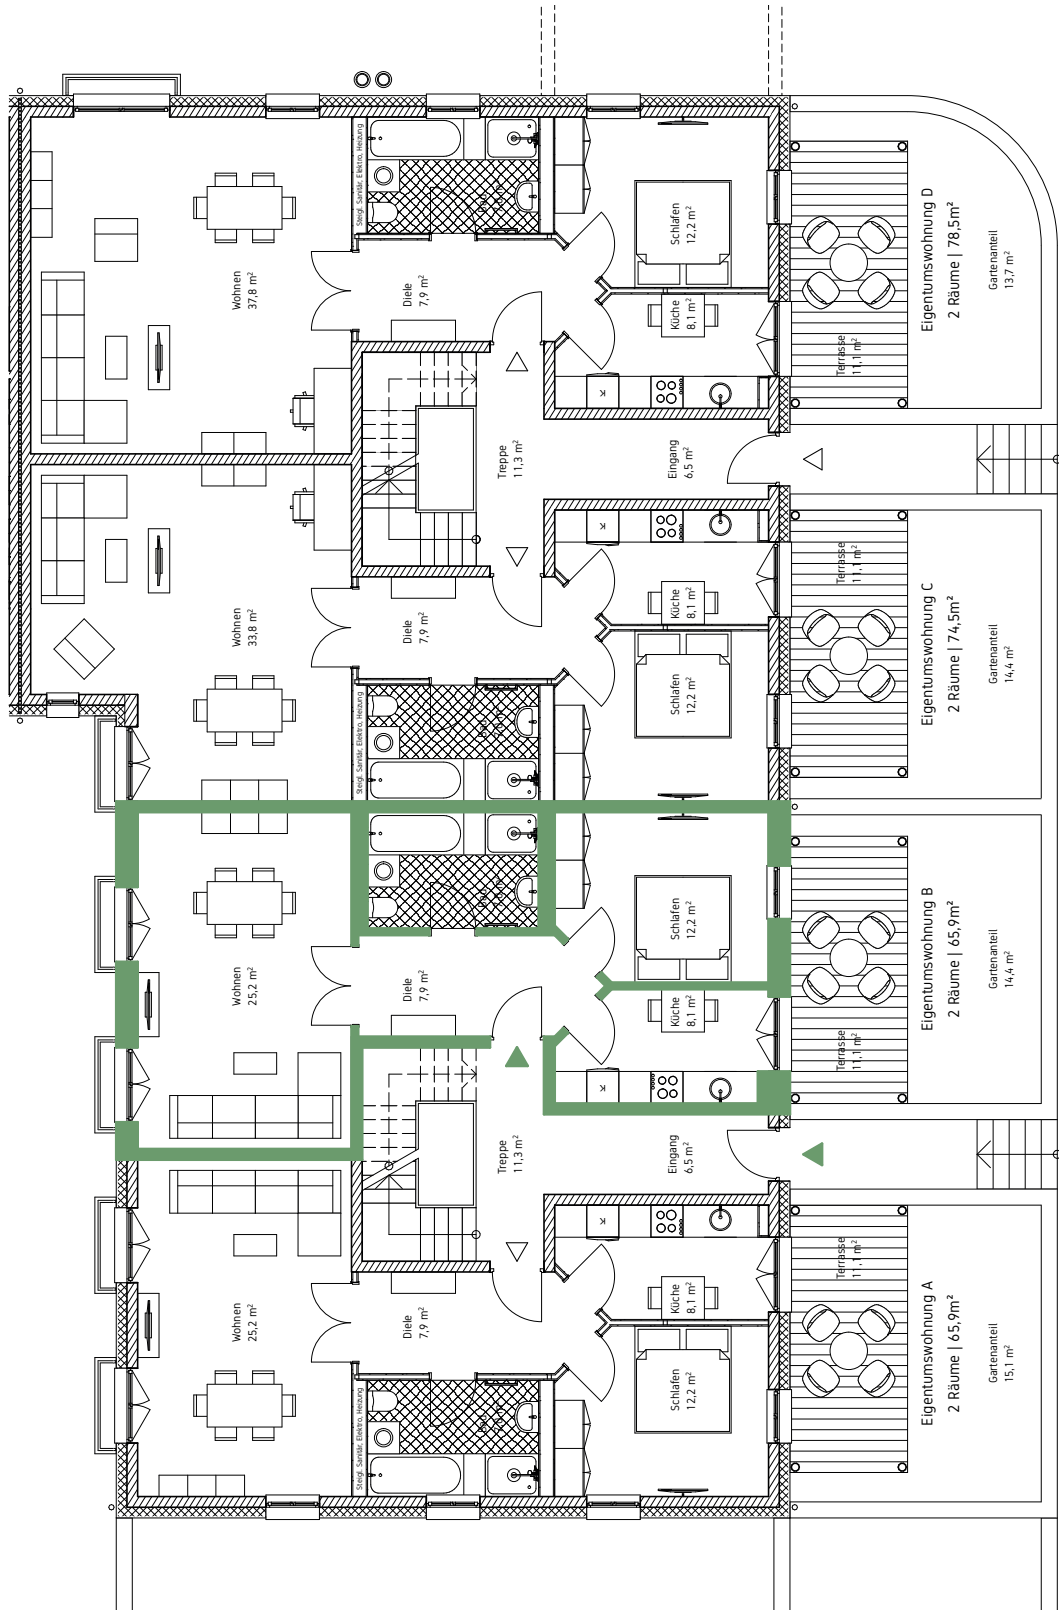 Steigl. Sanitär, Elektro, Heizung
Wohnen
37,8 m²
Diele
7,9 m²
Schlafen
12,2 m²
Küche
8,1 m²
K
Terrasse
11,1 m²
Eigentumswohnung D
2 Räume | 78,5m²
Gartenanteil
13,7 m²
Treppe
11,3 m²
Eingang
6,5 m²
Wohnen
33,8 m²
Diele
7,9 m²
K
Küche
8,1 m²
Schlafen
12,2 m²
Steigl. Sanitär, Elektro, Heizung
Terrasse
11,1 m²
Eigentumswohnung C
2 Räume | 74,5m²
Gartenanteil
14,4 m²
Wohnen
25,2 m²
Diele
7,9 m²
Schlafen
12,2 m²
Küche
8,1 m²
K
Terrasse
11,1 m²
Eigentumswohnung B
2 Räume | 65,9m²
Gartenanteil
14,4 m²
Treppe
11,3 m²
Eingang
6,5 m²
Wohnen
25,2 m²
Diele
7,9 m²
K
Küche
8,1 m²
Schlafen
12,2 m²
Steigl. Sanitär, Elektro, Heizung
Terrasse
11,1 m²
Eigentumswohnung A
2 Räume | 65,9m²
Gartenanteil
15,1 m²